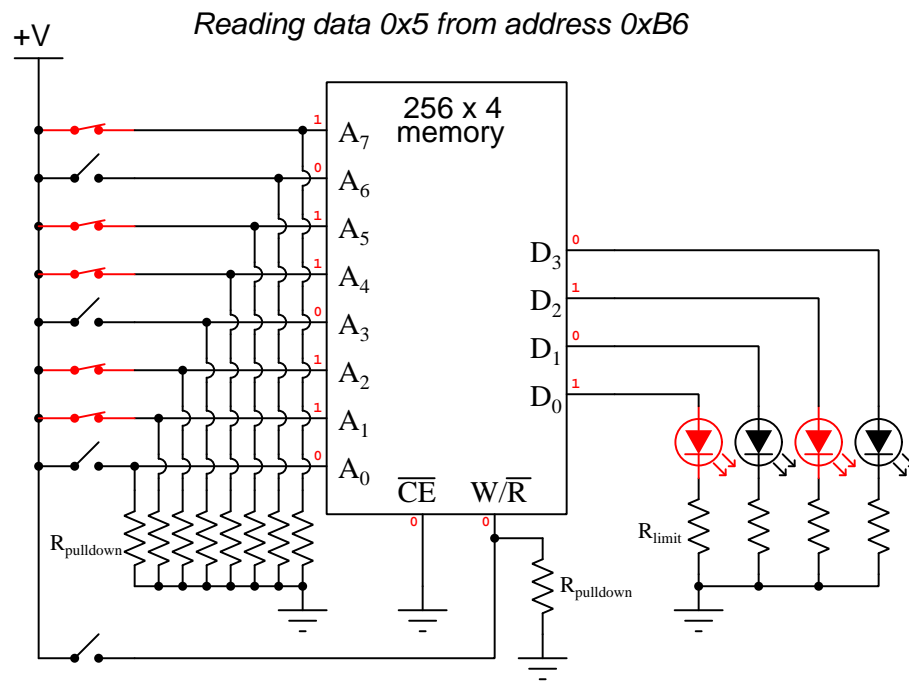 Reading data 0x5 from address 0xB6
+V
256 x 4
memory
1
A7
0
A6
1
A5
1
A4
0
A3
1
A2
1
A1
0
A0
0
D3
1
D2
0
D1
1
D0
C̅E̅
W/R̅
0
0
Rpulldown
Rpulldown
Rlimit